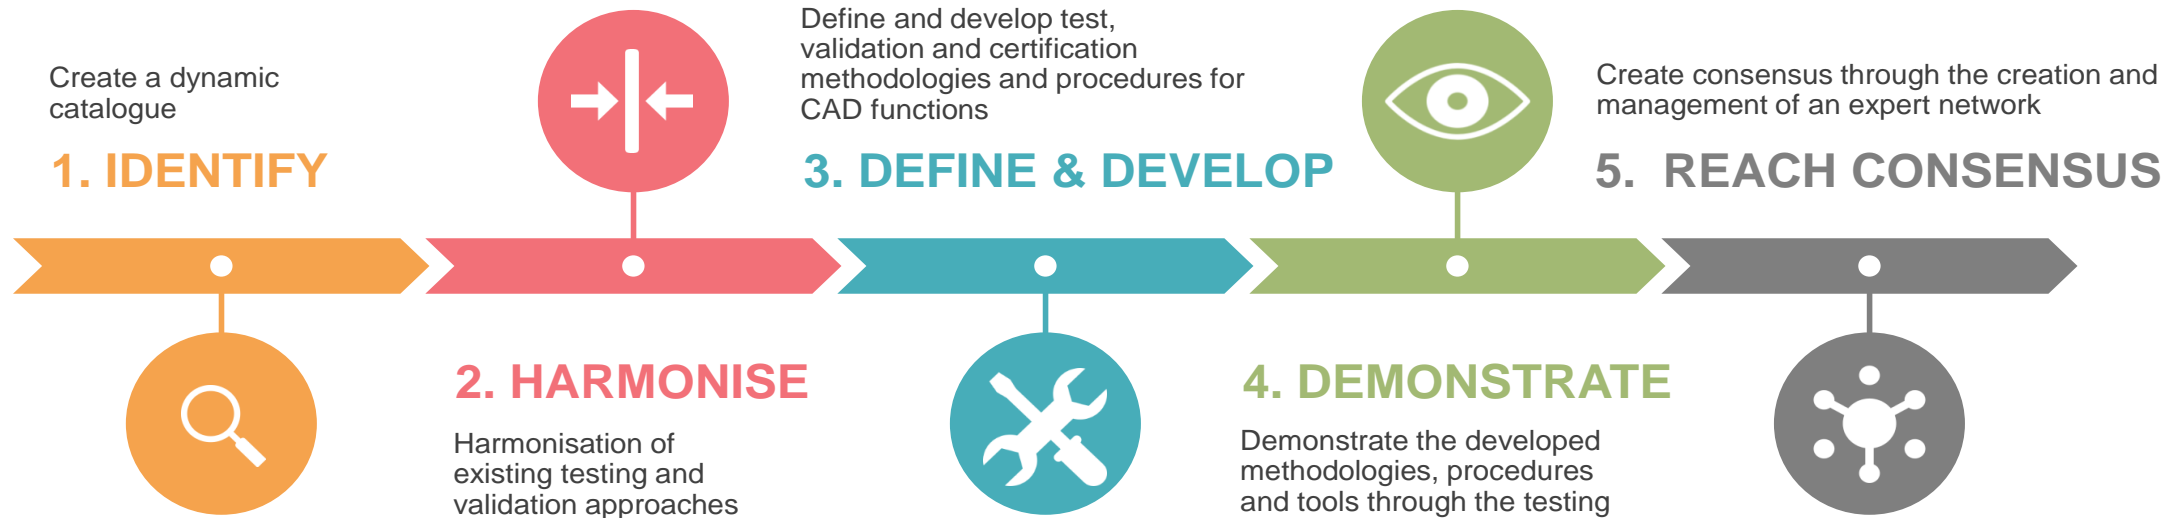 Create a dynamic
catalogue
1. IDENTIFY
2. HARMONISE
Harmonisation of
existing testing and
validation approaches
Define and develop test,
validation and certification
methodologies and procedures for
CAD functions
3. DEFINE & DEVELOP
4. DEMONSTRATE
Demonstrate the developed
methodologies, procedures
and tools through the testing
Create consensus through the creation and
management of an expert network
5. REACH CONSENSUS